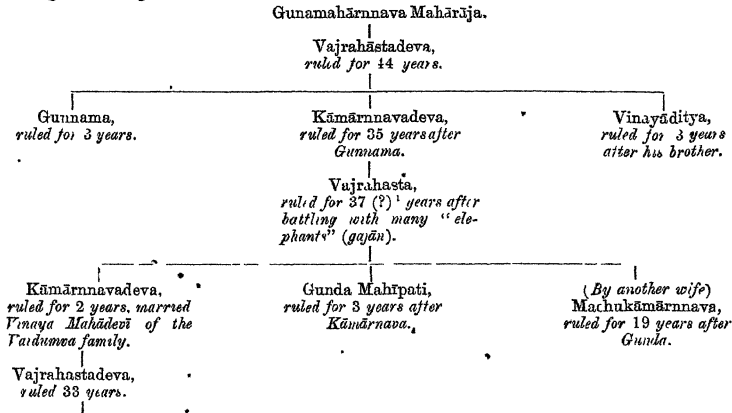 Gunamahārnnava Mahārāja.
Vajrahāstadeva,
ruled for 44 years.
Gunnama,
ruled for 3 years.
Kāmārnnavadeva,
ruled for 35 years after
Gunnama.
Vinayāditya,
ruled for 3 years
after his brother.
Vajrahasta,
ruled for 37 (?)¹ years after
battling with many "ele-
phants" (gajān).
Kāmārnnavadeva,
ruled for 2 years, married
Vinaya Mahādevī of the
Vaidumva family.
Gunda Mahīpati,
ruled for 3 years after
Kāmārnava.
(By another wife)
Machukāmārnnava,
ruled for 19 years after
Gunda.
Vajrahastadeva,
ruled 33 years.